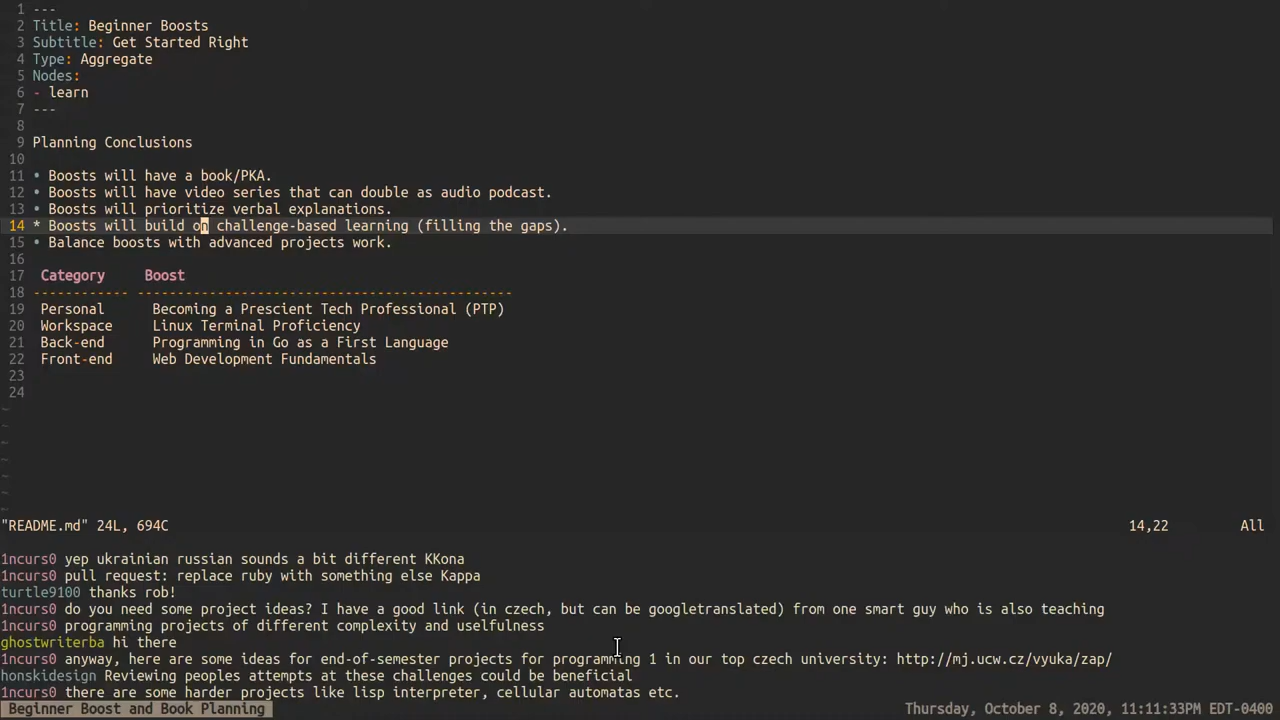 1 ---
2 Title: Beginner Boosts
3 Subtitle: Get Started Right
4 Type: Aggregate
5 Nodes:
6 - learn
7 ---
8
9 Planning Conclusions
10
11 • Boosts will have a book/PKA.
12 • Boosts will have video series that can double as audio podcast.
13 • Boosts will prioritize verbal explanations.
14 * Boosts will build on challenge-based learning (filling the gaps).
15 • Balance boosts with advanced projects work.
16
17 Category Boost
18 ------------ -----------------------------------------------
19 Personal Becoming a Prescient Tech Professional (PTP)
20 Workspace Linux Terminal Proficiency
21 Back-end Programming in Go as a First Language
22 Front-end Web Development Fundamentals
23
24
~
~
~
~
~
~
~
"README.md" 24L, 694C 14,22 All
1ncurs0 yep ukrainian russian sounds a bit different KKona
1ncurs0 pull request: replace ruby with something else Kappa
turtle9100 thanks rob!
1ncurs0 do you need some project ideas? I have a good link (in czech, but can be googletranslated) from one smart guy who is also teaching
1ncurs0 programming projects of different complexity and uselfulness
ghostwriterba hi there
1ncurs0 anyway, here are some ideas for end-of-semester projects for programming 1 in our top czech university: http://mj.ucw.cz/vyuka/zap/
honskidesign Reviewing peoples attempts at these challenges could be beneficial
1ncurs0 there are some harder projects like lisp interpreter, cellular automatas etc.
Beginner Boost and Book Planning Thursday, October 8, 2020, 11:11:33PM EDT-0400